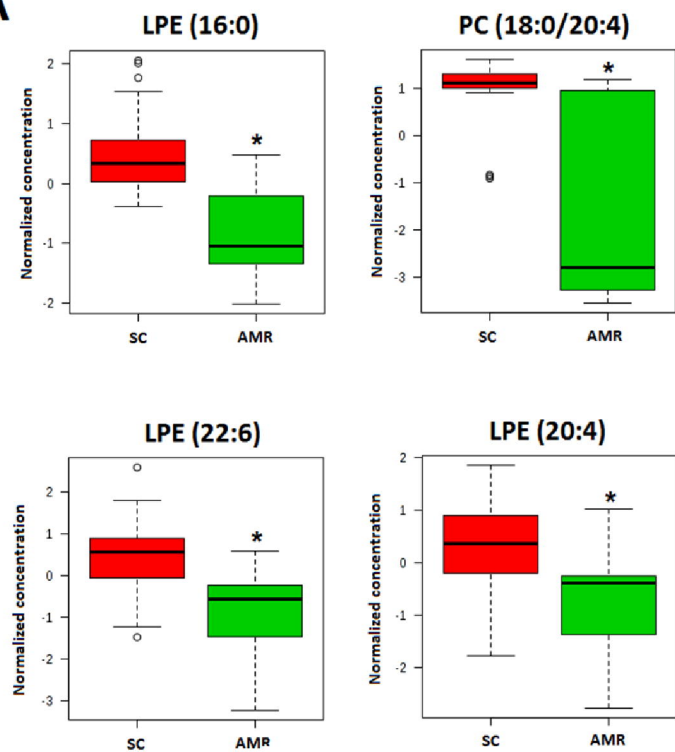 A
LPE (16:0)
PC (18:0/20:4)
Normalized concentration
2
1
0
-1
-2
*
SC
AMR
Normalized concentration
1
0
-1
-2
-3
*
SC
AMR
LPE (22:6)
LPE (20:4)
Normalized concentration
2
1
0
-1
-2
-3
*
SC
AMR
Normalized concentration
2
1
0
-1
-2
*
SC
AMR